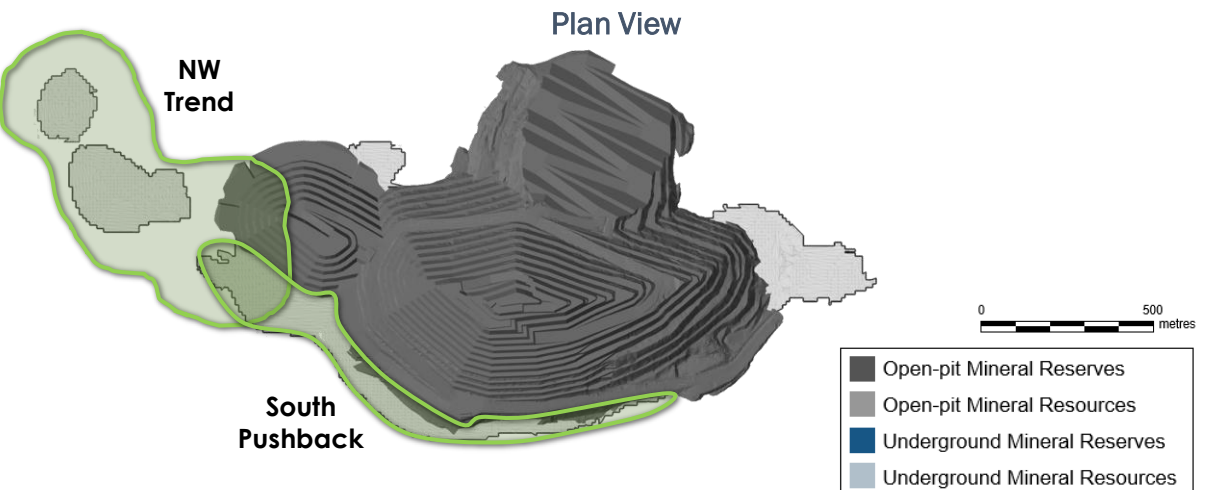 Plan View
NW
Trend
South
Pushback
0 500
metres
Open-pit Mineral Reserves
Open-pit Mineral Resources
Underground Mineral Reserves
Underground Mineral Resources